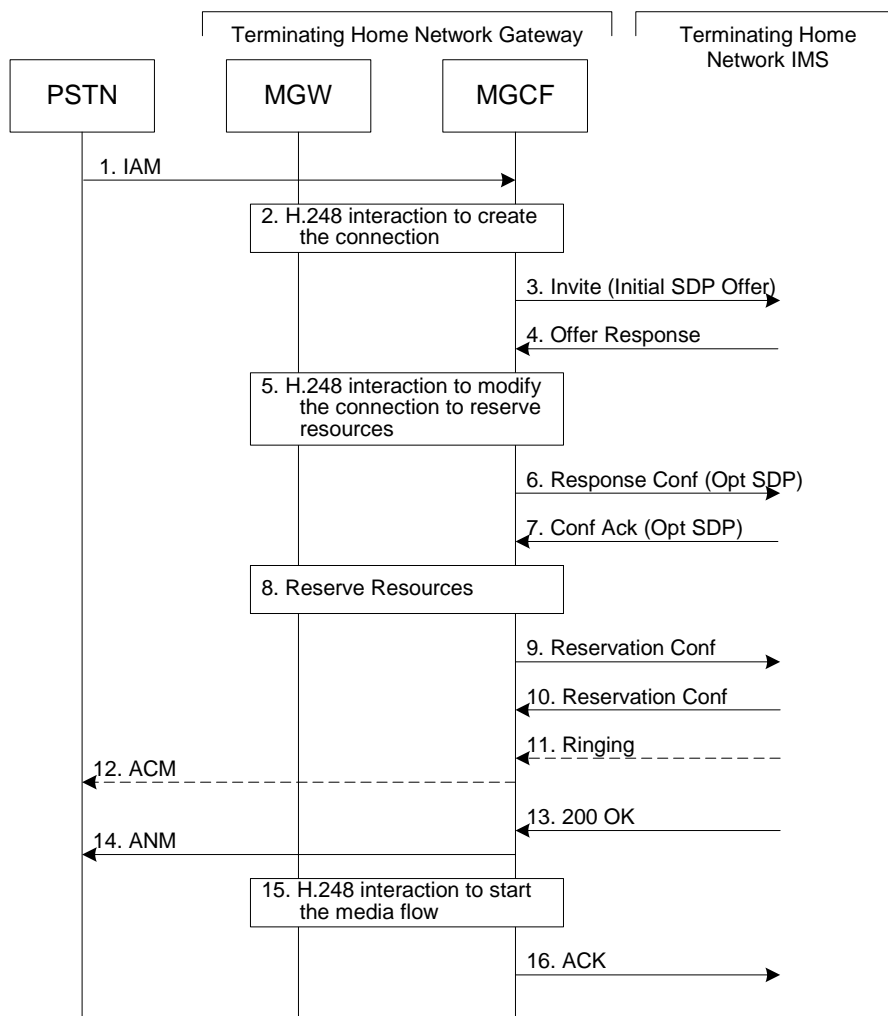 Terminating Home Network Gateway
Terminating Home
Network IMS
PSTN
MGW
MGCF
1. IAM
2. H.248 interaction to create
the connection
3. Invite (Initial SDP Offer)
4. Offer Response
5. H.248 interaction to modify
the connection to reserve
resources
6. Response Conf (Opt SDP)
7. Conf Ack (Opt SDP)
8. Reserve Resources
9. Reservation Conf
10. Reservation Conf
11. Ringing
12. ACM
13. 200 OK
14. ANM
15. H.248 interaction to start
the media flow
16. ACK